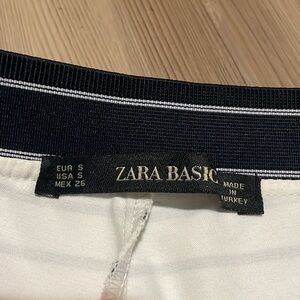 EUR S
USA S
MEX 26
ZARA BASIC
MADE
IN
TURKEY